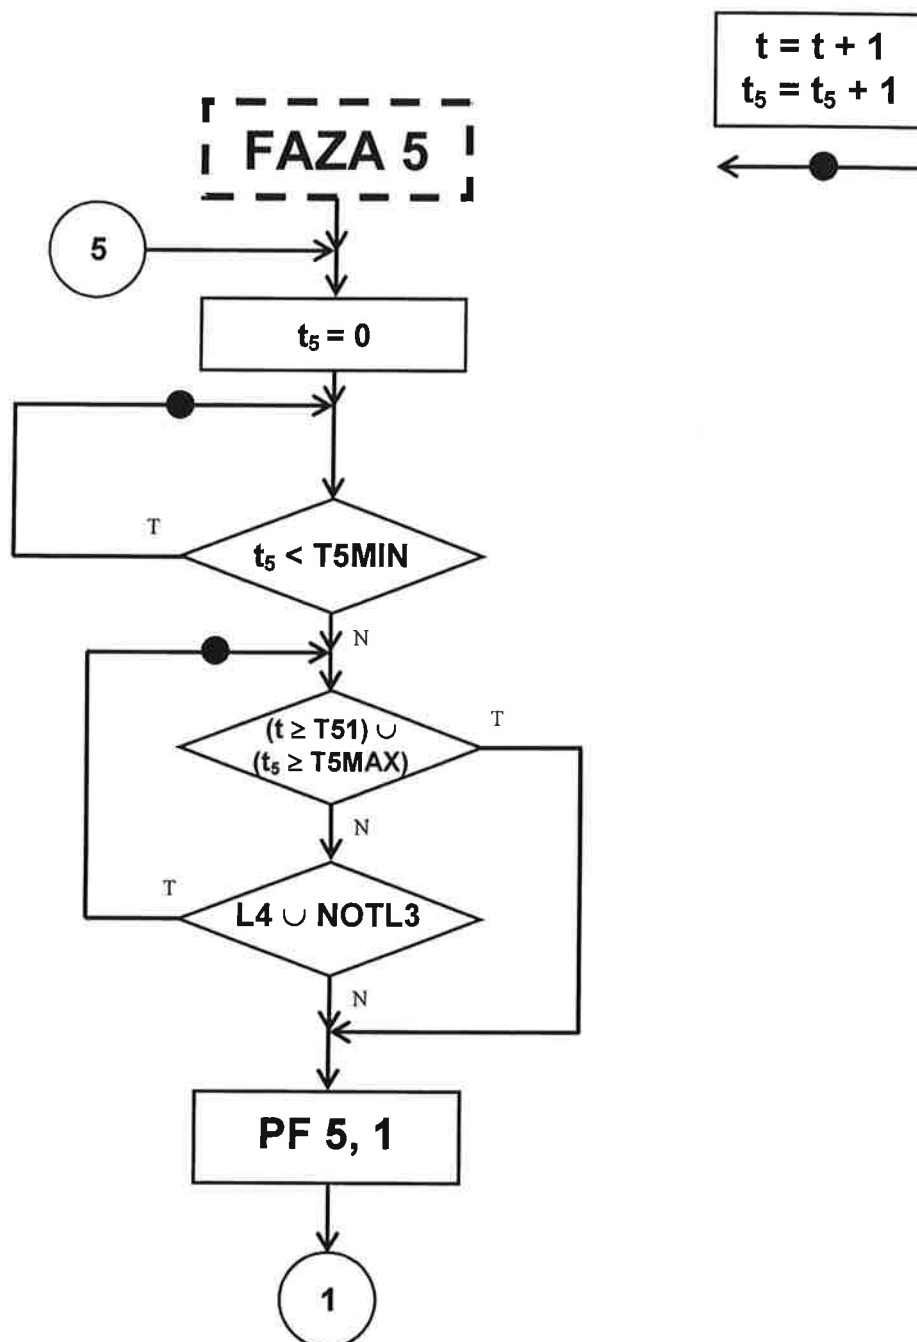 t = t + 1
t₅ = t₅ + 1
FAZA 5
5
t₅ = 0
T
t₅ < T5MIN
N
(t ≥ T51) ∪
(t₅ ≥ T5MAX)
T
N
T
L4 ∪ NOTL3
N
PF 5, 1
1